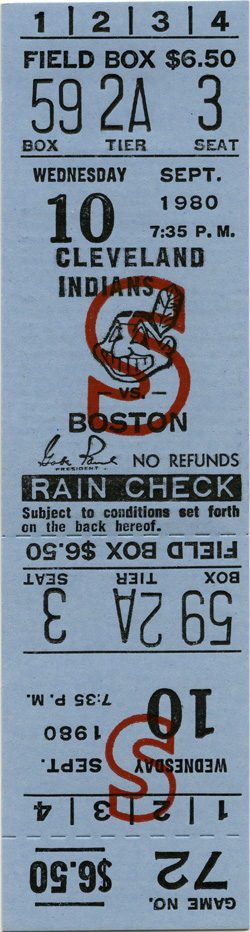 1 | 2 | 3 | 4
FIELD BOX $6.50
59 2A 3
BOX TIER SEAT
WEDNESDAY SEPT.
10 1980
7:35 P. M.
CLEVELAND
INDIANS
S
— VS. —
BOSTON
Gabe Paul
PRESIDENT
NO REFUNDS
RAIN CHECK
Subject to conditions set forth
on the back hereof.
GAME NO. 72 $6.50
1 | 2 | 3 | 4
WEDNESDAY SEPT.
10 1980
7:35 P. M.
S
59 2A 3
BOX TIER SEAT
FIELD BOX $6.50